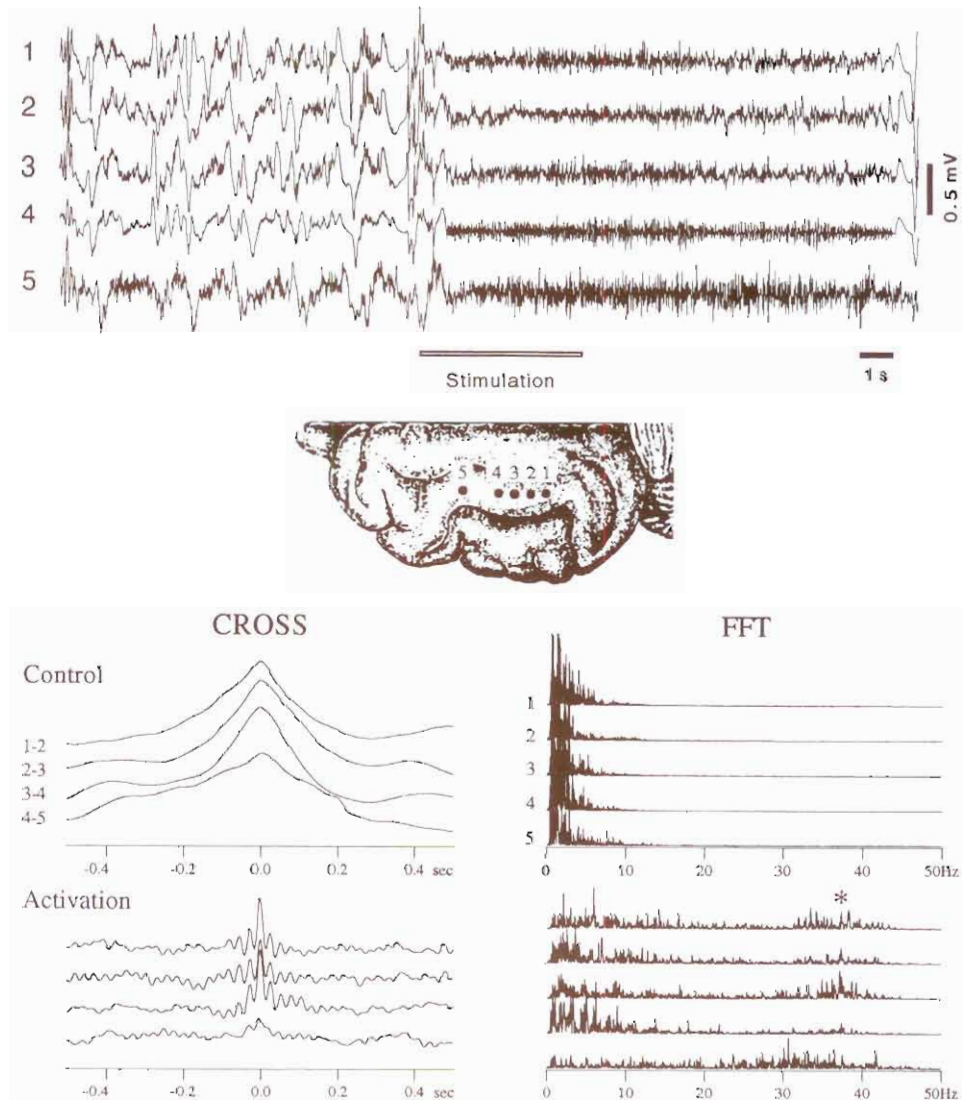 1
2
3
4
5
0.5 mV
Stimulation
1 s
5 4 3 2 1
CROSS
FFT
Control
1-2
2-3
3-4
4-5
-0.4 -0.2 0.0 0.2 0.4 sec
1
2
3
4
5
0 10 20 30 40 50Hz
Activation
*
-0.4 -0.2 0.0 0.2 0.4 sec
0 10 20 30 40 50Hz